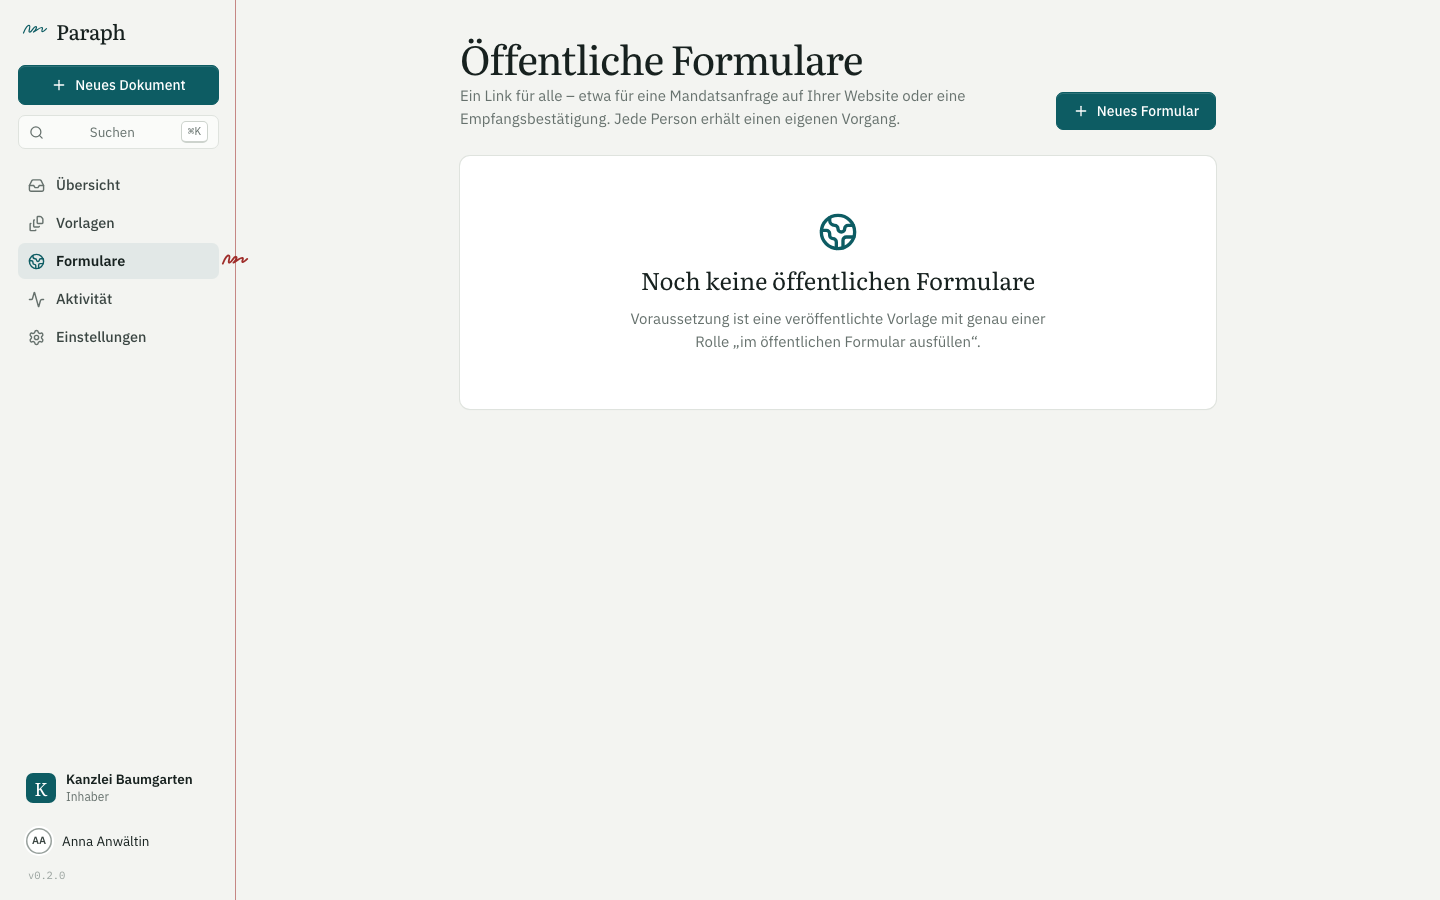 Paraph
Neues Dokument
Suchen ⌘K
Übersicht
Vorlagen
Formulare
Aktivität
Einstellungen
Kanzlei Baumgarten
K
Inhaber
AA Anna Anwältin
v0.2.0
Öffentliche Formulare
Ein Link für alle – etwa für eine Mandatsanfrage auf Ihrer Website oder eine
Empfangsbestätigung. Jede Person erhält einen eigenen Vorgang.
Neues Formular
Noch keine öffentlichen Formulare
Voraussetzung ist eine veröffentlichte Vorlage mit genau einer
Rolle „im öffentlichen Formular ausfüllen“.